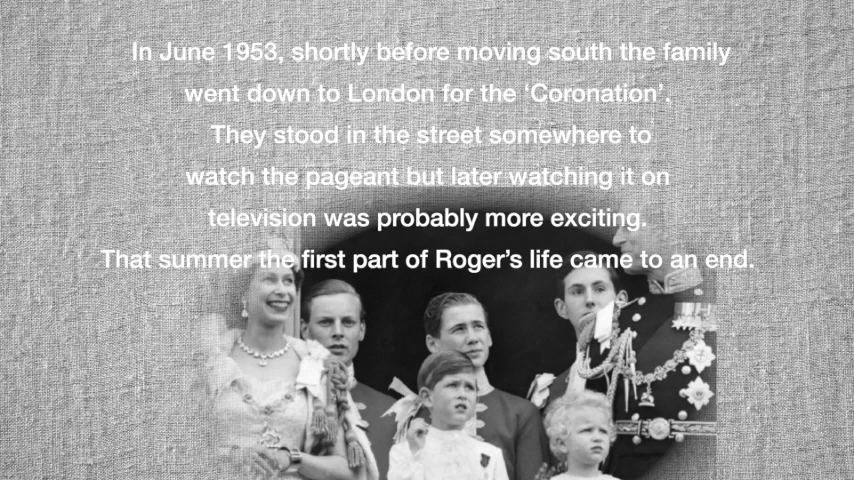 In June 1953, shortly before moving south the family
went down to London for the ‘Coronation’.
They stood in the street somewhere to
watch the pageant but later watching it on
television was probably more exciting.
That summer the first part of Roger’s life came to an end.